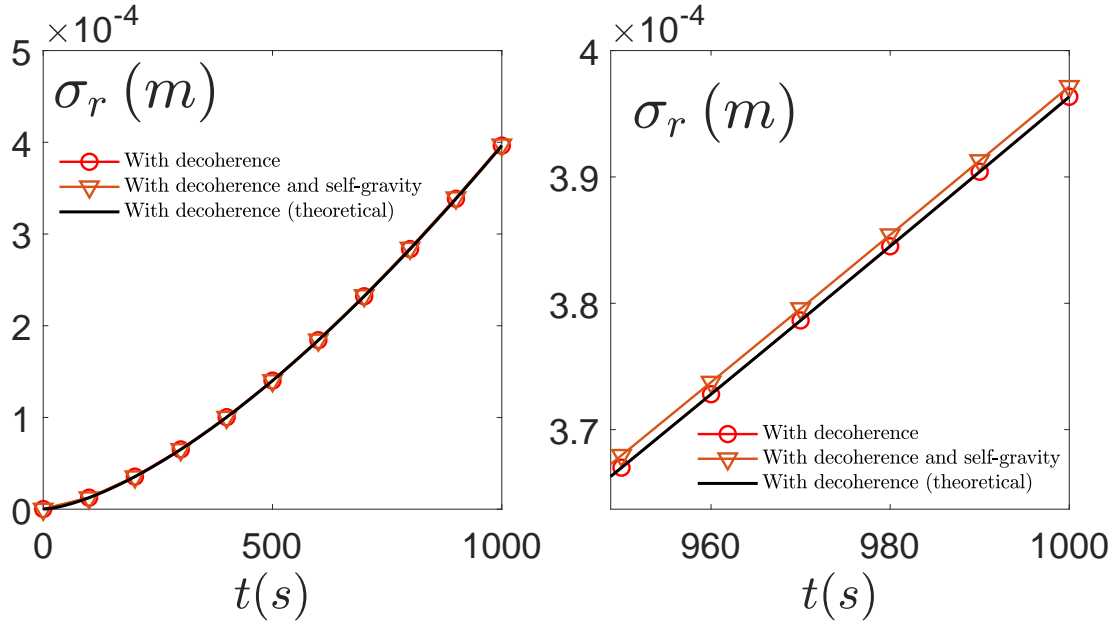 ×10⁻⁴
5
4
3
2
1
0
σᵣ (m)
With decoherence
With decoherence and self-gravity
With decoherence (theoretical)
0 500 1000
t(s)
×10⁻⁴
4
3.9
3.8
3.7
σᵣ (m)
With decoherence
With decoherence and self-gravity
With decoherence (theoretical)
960 980 1000
t(s)